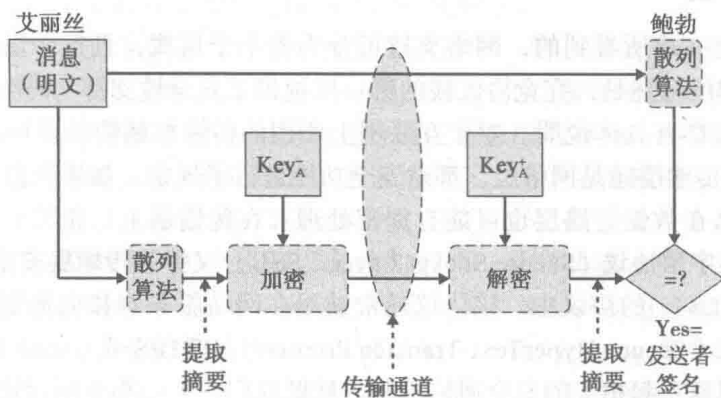 艾丽丝
鲍勃
消息
(明文)
散列
算法
Key⁻A
Key⁺A
散列
算法
加密
解密
=?
提取
摘要
传输通道
提取
摘要
Yes=
发送者
签名